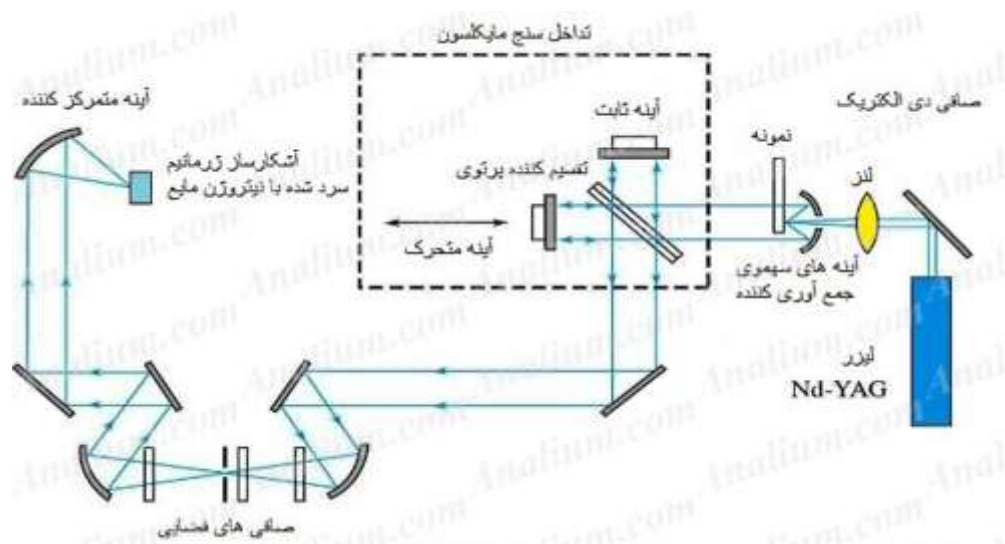 تداخل سنج مایکلسون
صافی دی الکتریک
آینه متمرکز کننده
آینه ثابت
نمونه
لنز
آشکارساز ژرمانیم
سرد شده با نیتروژن مایع
تقسیم کننده پرتوی
آینه متحرک
آینه های سهموی
جمع آوری کننده
لیزر
Nd-YAG
صافی های فضایی
Analium.com